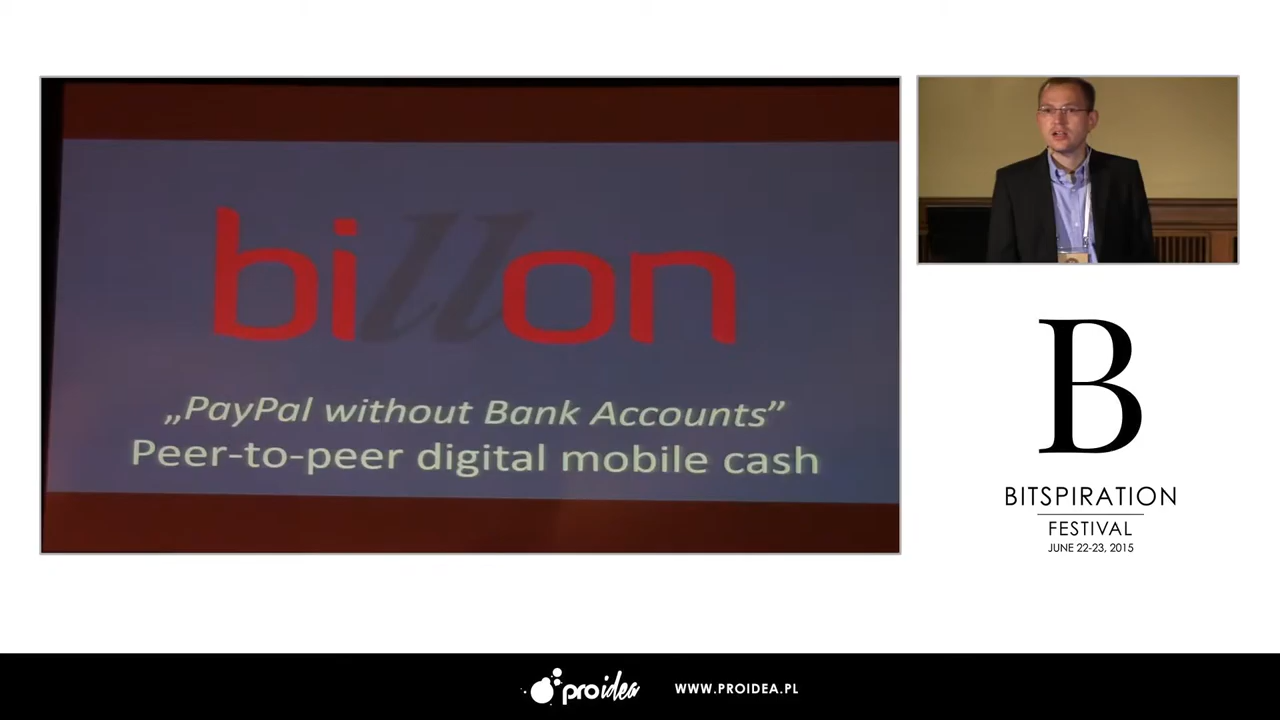 billon
„PayPal without Bank Accounts”
Peer-to-peer digital mobile cash
B
BITSPIRATION
FESTIVAL
JUNE 22-23, 2015
proidea
WWW.PROIDEA.PL